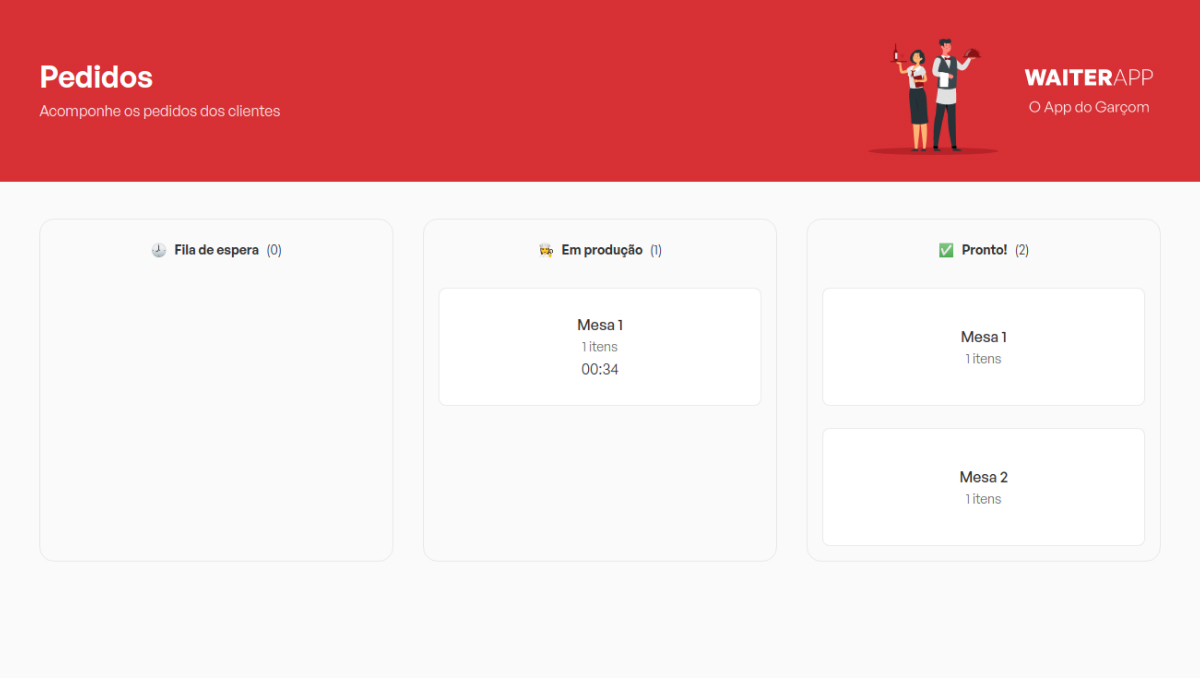 Pedidos
Acomponhe os pedidos dos clientes
WAITERAPP
O App do Garçom
🕗 Fila de espera (0)
👩‍🍳 Em produção (1)
Mesa 1
1 itens
00:34
✅ Pronto! (2)
Mesa 1
1 itens
Mesa 2
1 itens